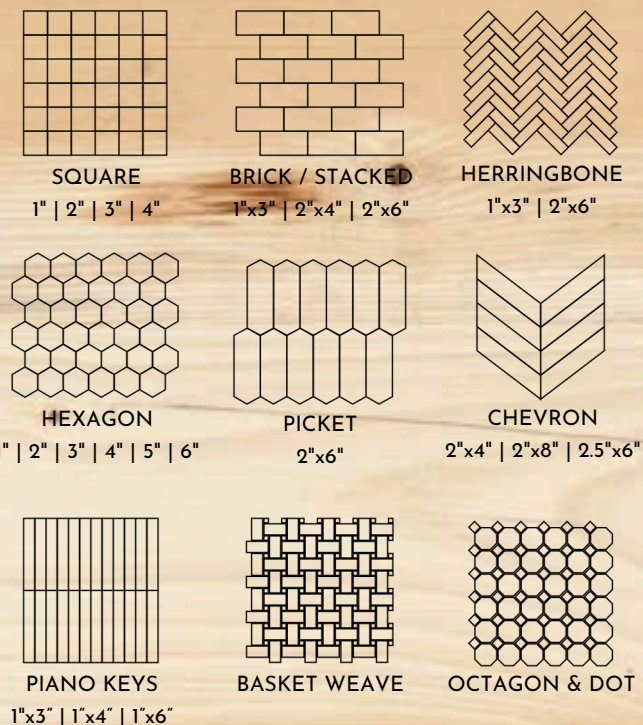 SQUARE
1" | 2" | 3" | 4"
BRICK / STACKED
1"x3" | 2"x4" | 2"x6"
HERRINGBONE
1"x3" | 2"x6"
HEXAGON
" | 2" | 3" | 4" | 5" | 6"
PICKET
2"x6"
CHEVRON
2"x4" | 2"x8" | 2.5"x6"
PIANO KEYS
1"x3" | 1"x4" | 1"x6"
BASKET WEAVE
OCTAGON & DOT